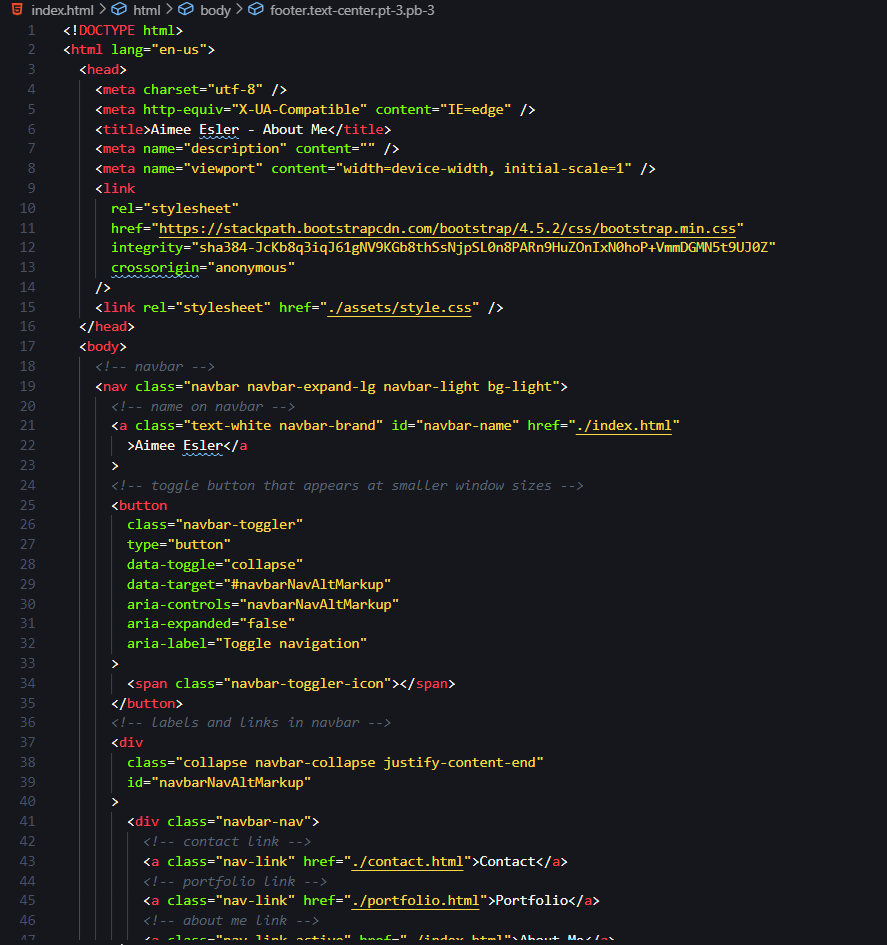 index.html > html > body > footer.text-center.pt-3.pb-3
1 <!DOCTYPE html>
2 <html lang="en-us">
3 <head>
4 <meta charset="utf-8" />
5 <meta http-equiv="X-UA-Compatible" content="IE=edge" />
6 <title>Aimee Esler - About Me</title>
7 <meta name="description" content="" />
8 <meta name="viewport" content="width=device-width, initial-scale=1" />
9 <link
10 rel="stylesheet"
11 href="https://stackpath.bootstrapcdn.com/bootstrap/4.5.2/css/bootstrap.min.css"
12 integrity="sha384-JcKb8q3iqJ61gNV9KGb8thSsNjpSL0n8PARn9HuZOnIxN0hoP+VmmDGMN5t9UJ0Z"
13 crossorigin="anonymous"
14 />
15 <link rel="stylesheet" href="./assets/style.css" />
16 </head>
17 <body>
18 <!-- navbar -->
19 <nav class="navbar navbar-expand-lg navbar-light bg-light">
20 <!-- name on navbar -->
21 <a class="text-white navbar-brand" id="navbar-name" href="./index.html"
22 >Aimee Esler</a
23 >
24 <!-- toggle button that appears at smaller window sizes -->
25 <button
26 class="navbar-toggler"
27 type="button"
28 data-toggle="collapse"
29 data-target="#navbarNavAltMarkup"
30 aria-controls="navbarNavAltMarkup"
31 aria-expanded="false"
32 aria-label="Toggle navigation"
33 >
34 <span class="navbar-toggler-icon"></span>
35 </button>
36 <!-- labels and links in navbar -->
37 <div
38 class="collapse navbar-collapse justify-content-end"
39 id="navbarNavAltMarkup"
40 >
41 <div class="navbar-nav">
42 <!-- contact link -->
43 <a class="nav-link" href="./contact.html">Contact</a>
44 <!-- portfolio link -->
45 <a class="nav-link" href="./portfolio.html">Portfolio</a>
46 <!-- about me link -->
47 <a class="nav-link active" href="./index.html">About Me</a>